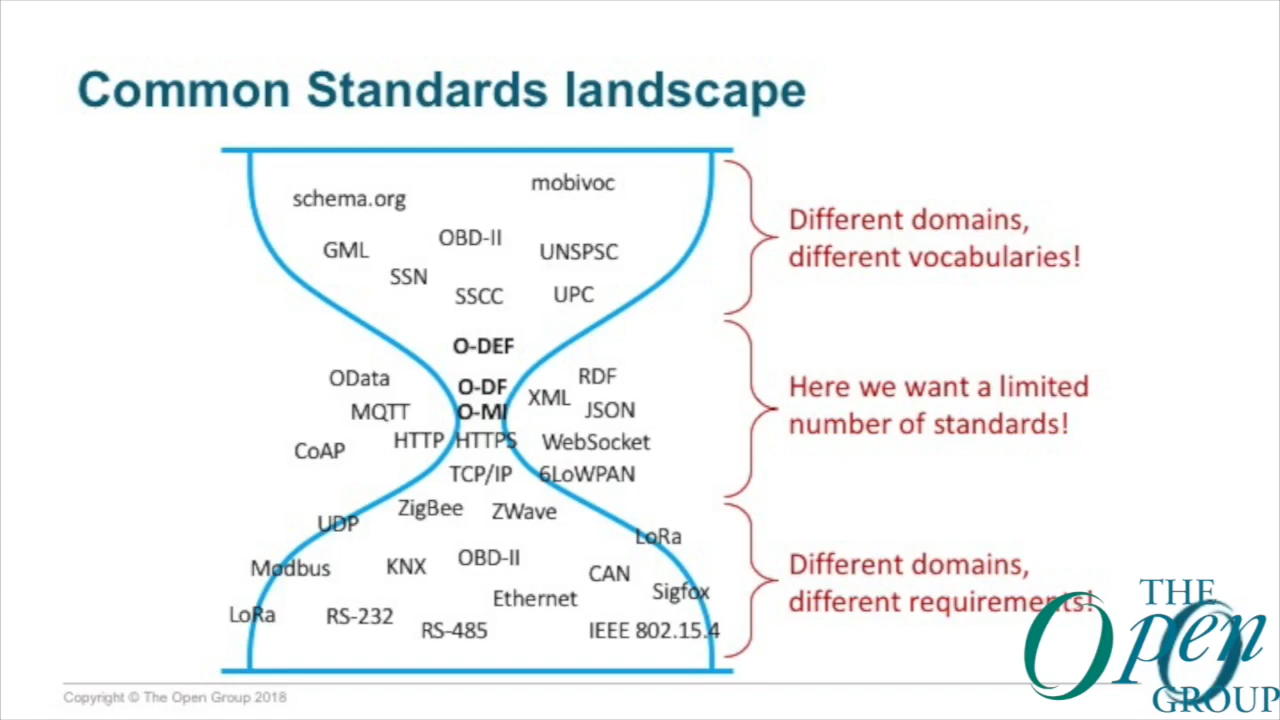 Common Standards landscape
mobivoc
schema.org
OBD-II
GML
UNSPSC
SSN
SSCC
UPC
Different domains,
different vocabularies!
O-DEF
OData
O-DF
RDF
XML
MQTT
O-MI
JSON
HTTP
HTTPS
WebSocket
CoAP
TCP/IP
6LoWPAN
Here we want a limited
number of standards!
ZigBee
ZWave
UDP
LoRa
Modbus
KNX
OBD-II
CAN
Sigfox
Ethernet
LoRa
RS-232
RS-485
IEEE 802.15.4
Different domains,
different requirements!
Copyright © The Open Group 2018
THE
Open
GROUP